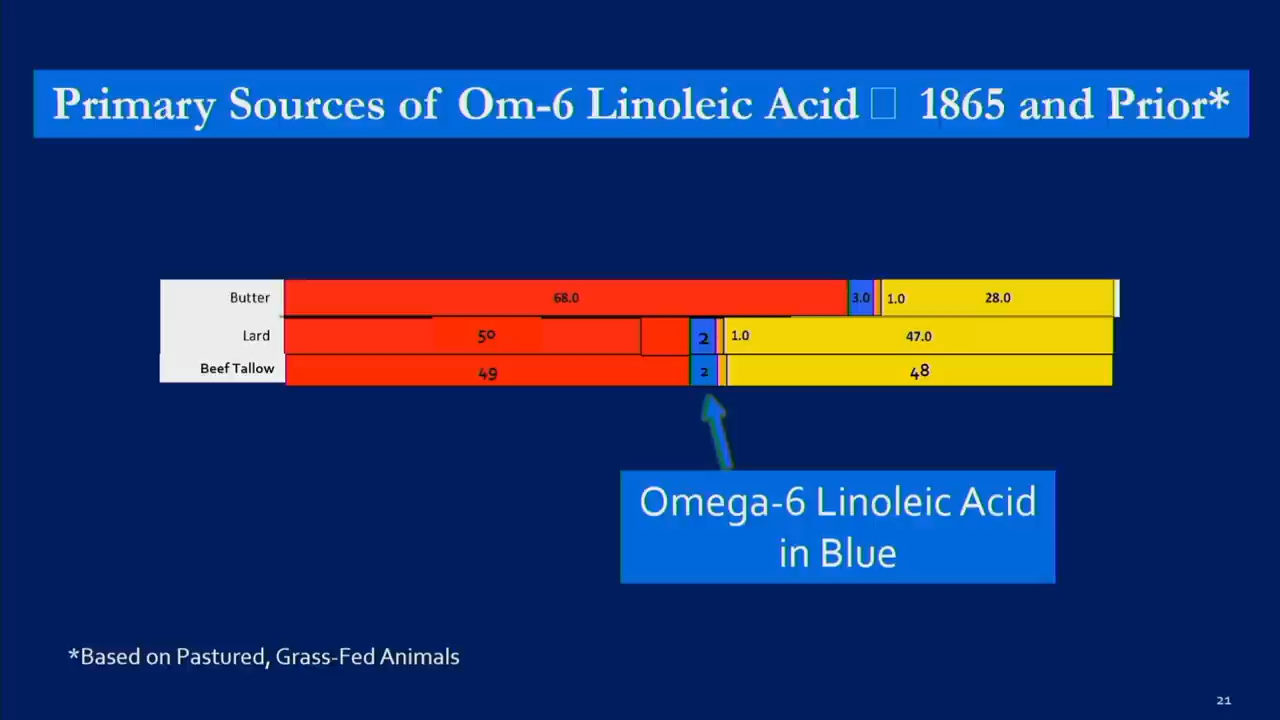 Primary Sources of Om-6 Linoleic Acid □ 1865 and Prior*
Butter 68.0 3.0 1.0 28.0
Lard 50 2 1.0 47.0
Beef Tallow 49 2 48
Omega-6 Linoleic Acid
in Blue
*Based on Pastured, Grass-Fed Animals
21